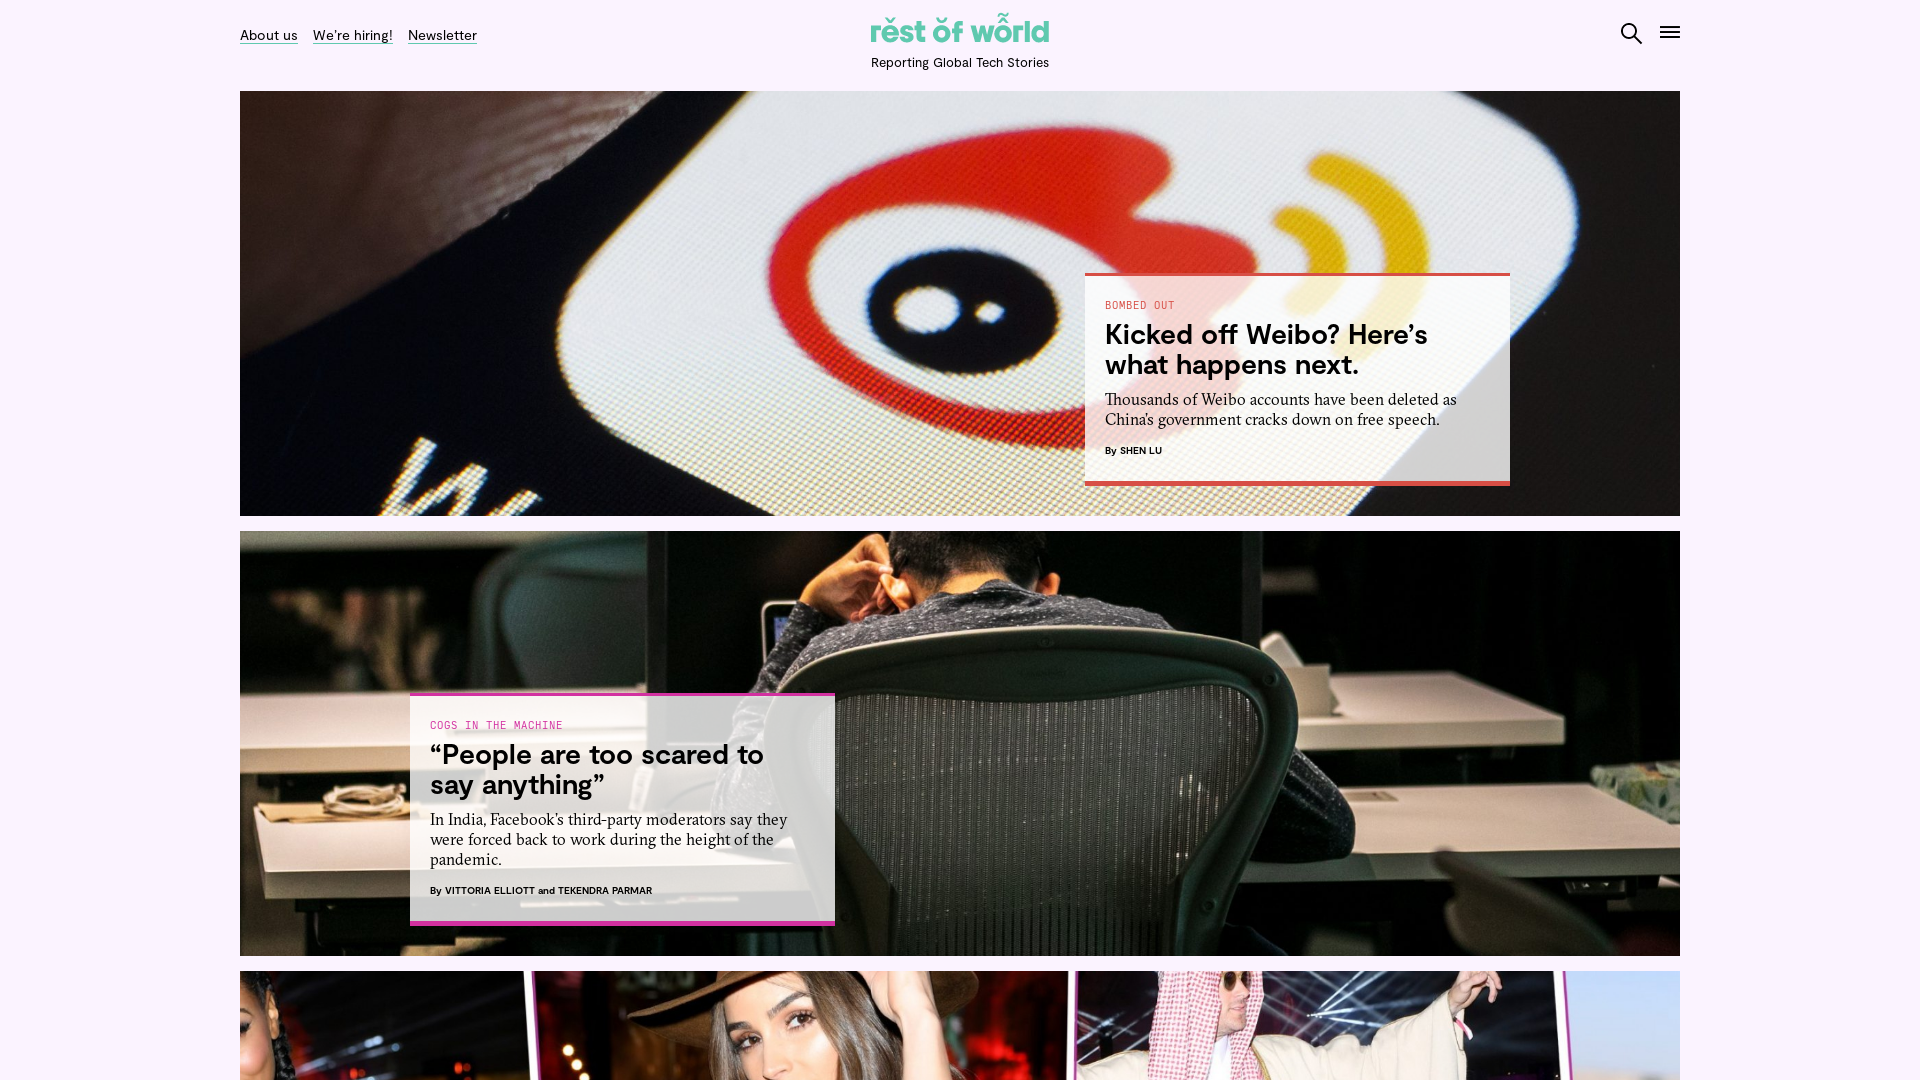 About us
We're hiring!
Newsletter
rest of world
Reporting Global Tech Stories
BOMBED OUT
Kicked off Weibo? Here’s
what happens next.
Thousands of Weibo accounts have been deleted as
China’s government cracks down on free speech.
By SHEN LU
W
COGS IN THE MACHINE
“People are too scared to
say anything”
In India, Facebook’s third-party moderators say they
were forced back to work during the height of the
pandemic.
By VITTORIA ELLIOTT and TEKENDRA PARMAR